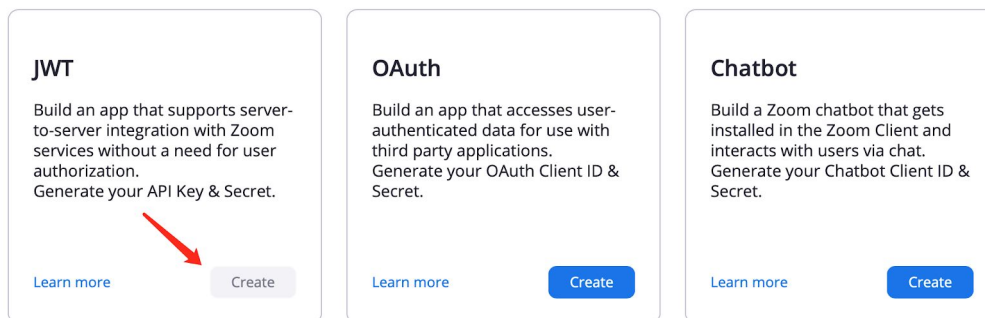 JWT
Build an app that supports server-
to-server integration with Zoom
services without a need for user
authorization.
Generate your API Key & Secret.
Learn more
Create
OAuth
Build an app that accesses user-
authenticated data for use with
third party applications.
Generate your OAuth Client ID &
Secret.
Learn more
Create
Chatbot
Build a Zoom chatbot that gets
installed in the Zoom Client and
interacts with users via chat.
Generate your Chatbot Client ID &
Secret.
Learn more
Create